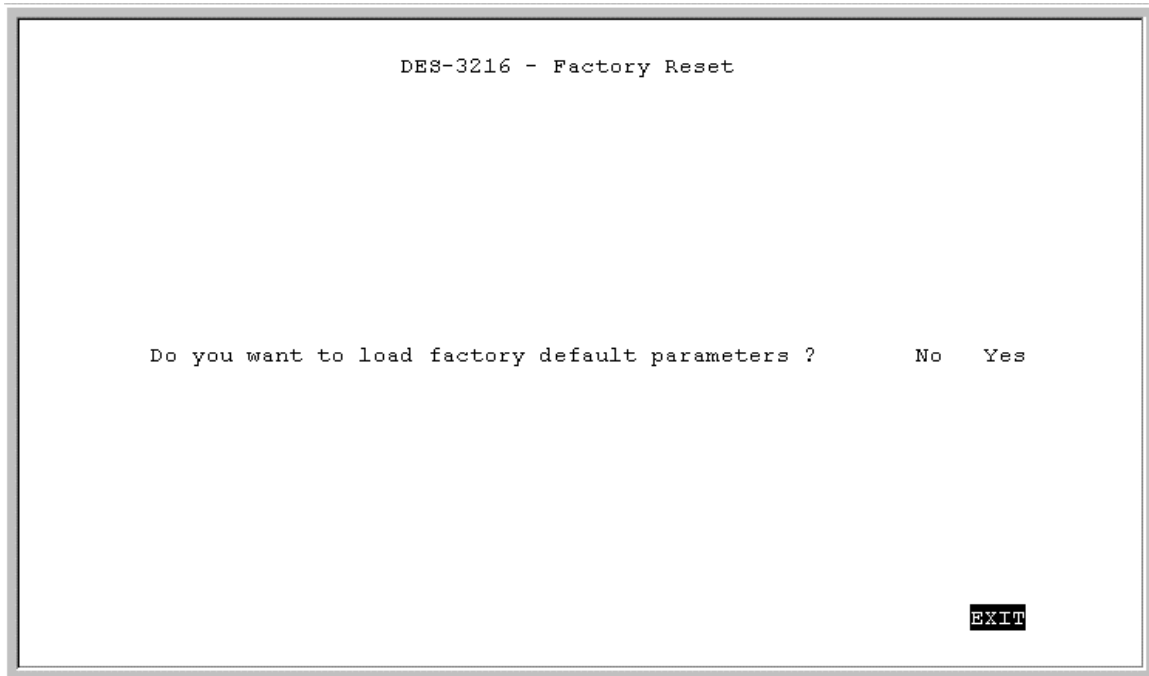 DES-3216 - Factory Reset
Do you want to load factory default parameters ? No Yes
EXIT